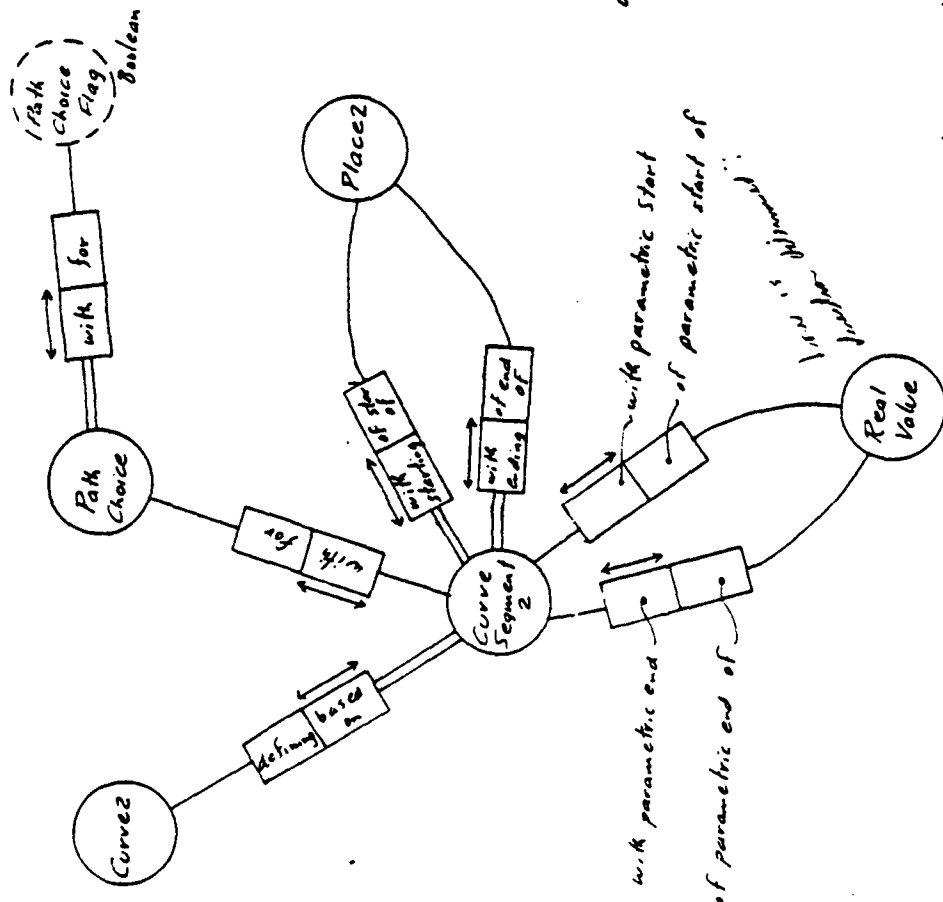 Path
Choice
Flag
Boolean
with
for
Path
Choice
Place2
for
with
of star
of
with
starting
with
ending
of end
of
Curve2
defining
based
on
Curve
Segment
2
with parametric start
of parametric start of
with parametric end
of parametric end of
Real
Value